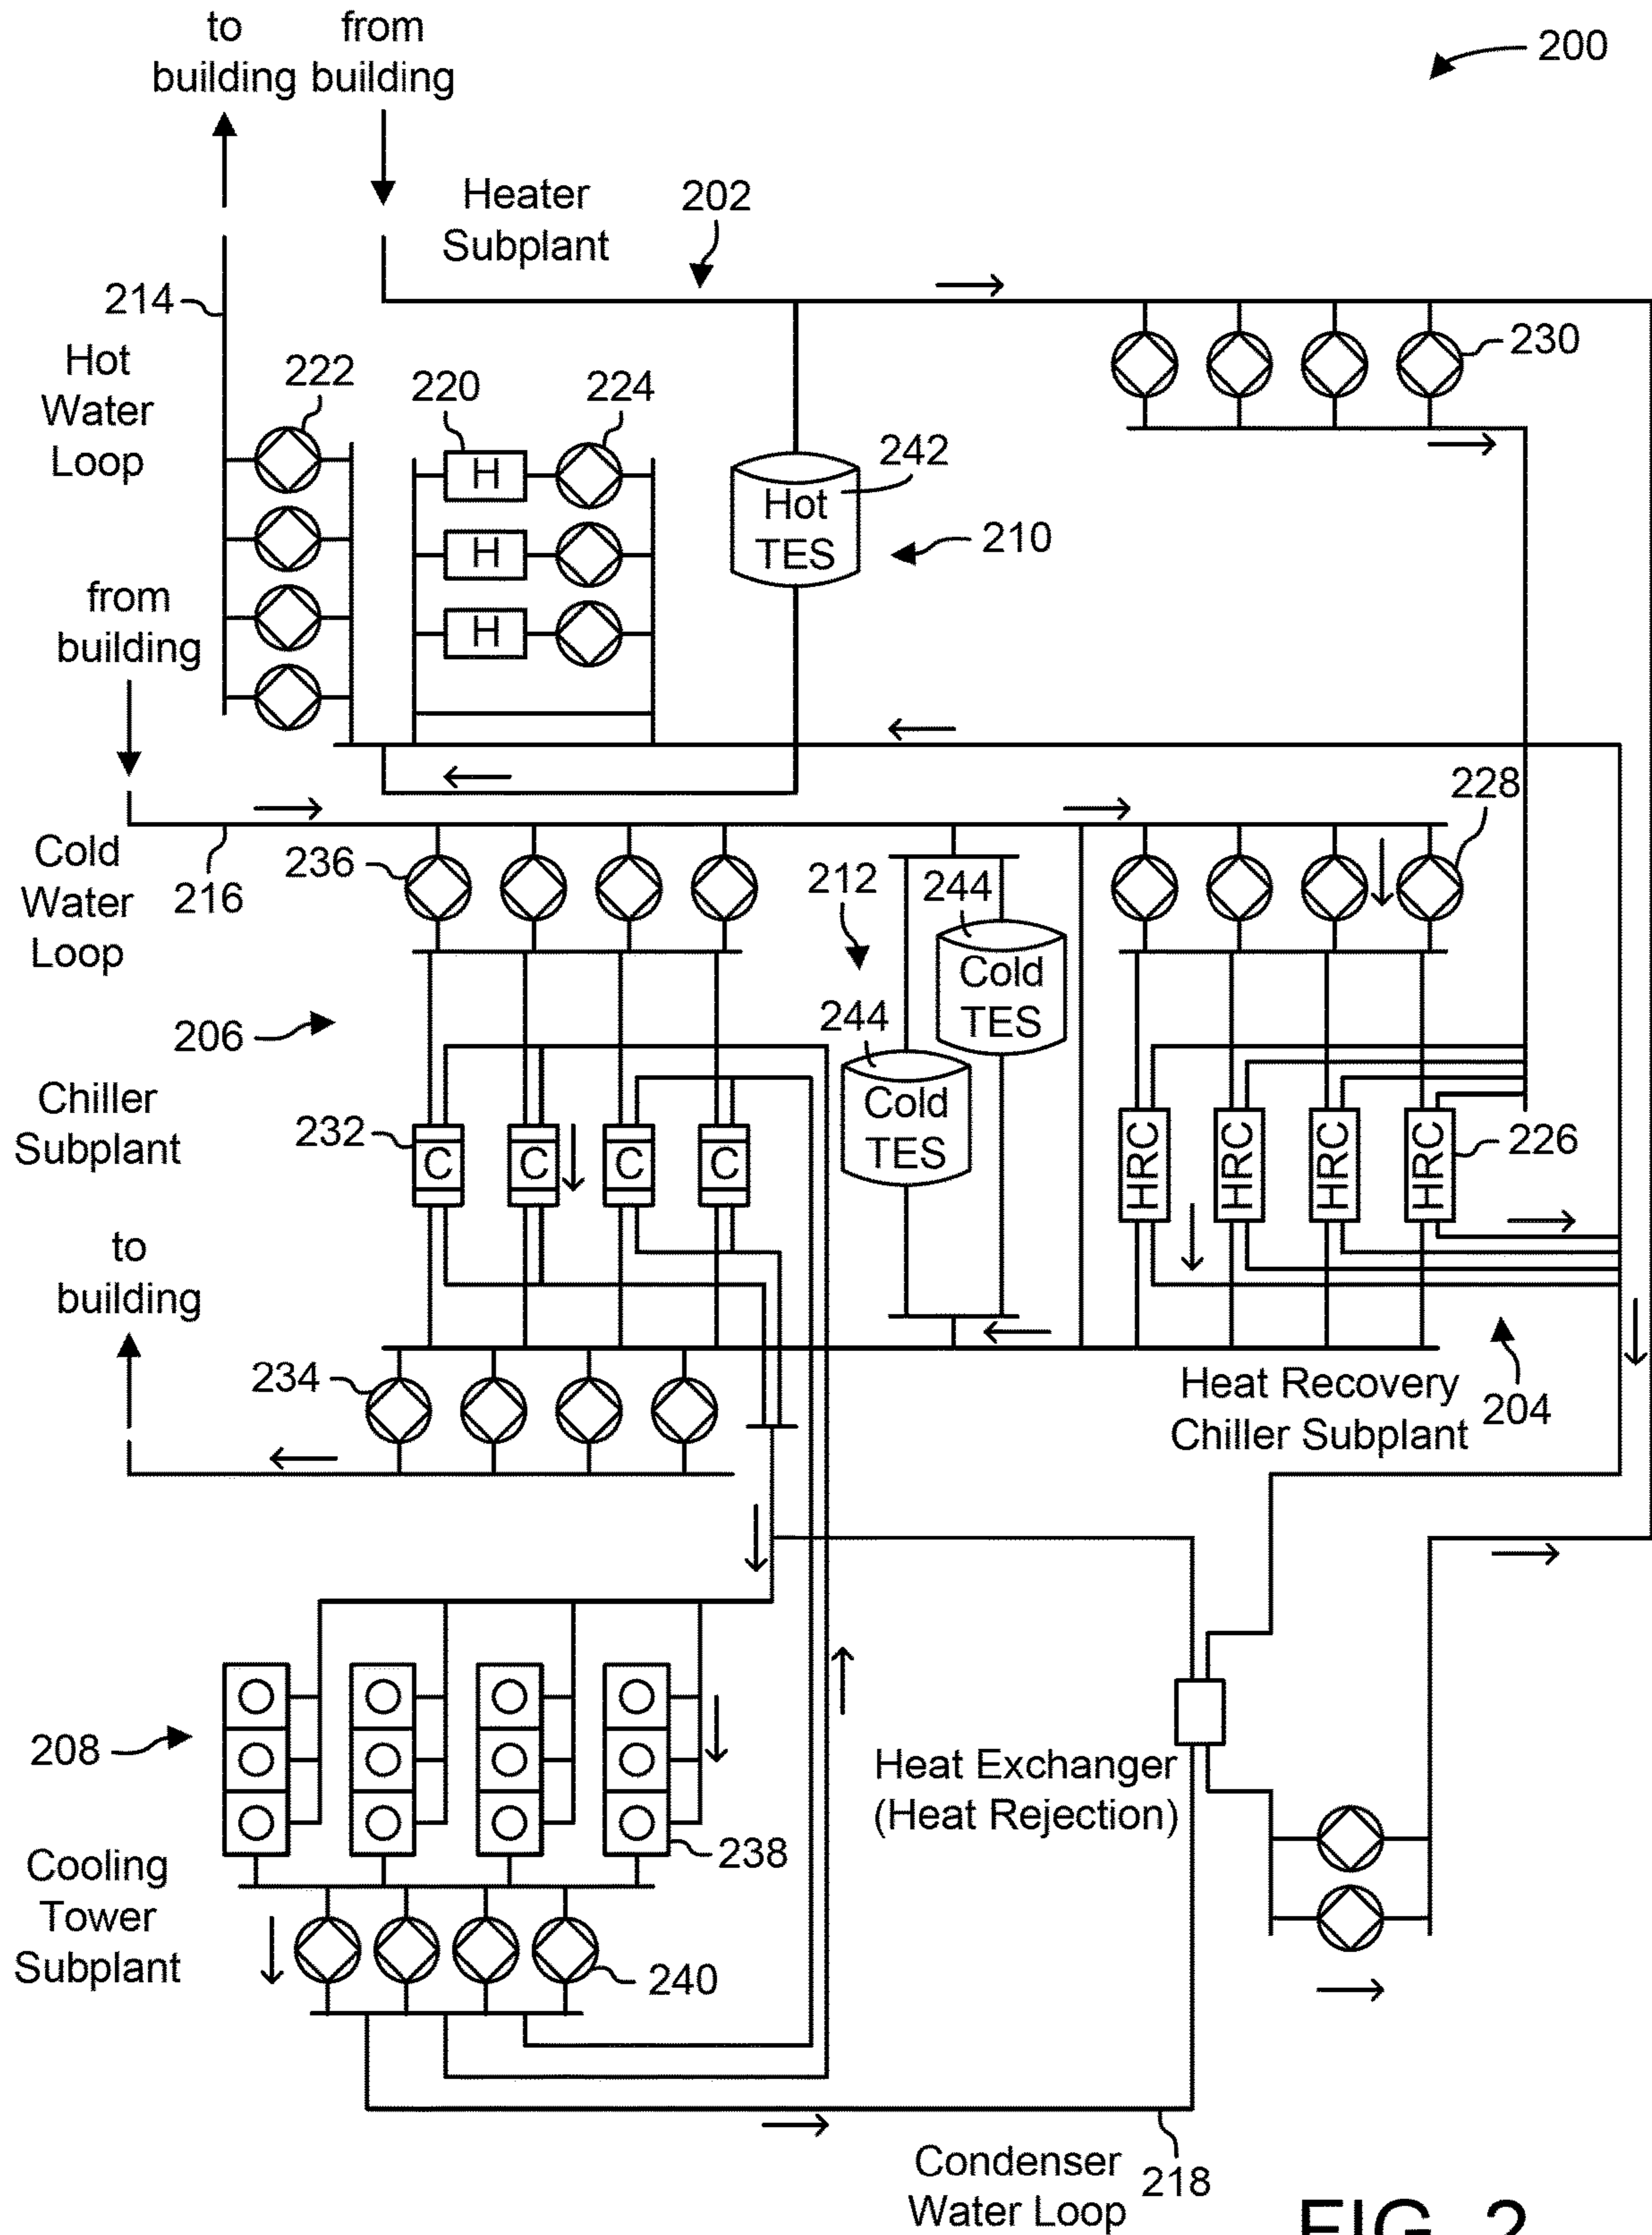 to
building
from
building
200
Heater
Subplant
202
214
Hot
Water
Loop
222
220
224
230
H
H
H
Hot
TES
242
210
from
building
228
Cold
Water
Loop
216
236
212
244
Cold
TES
244
Cold
TES
206
Chiller
Subplant
232
C
C
C
C
HRC
HRC
HRC
HRC
226
to
building
234
Heat Recovery
Chiller Subplant
204
208
Heat Exchanger
(Heat Rejection)
238
Cooling
Tower
Subplant
240
Condenser
Water Loop
218
FIG. 2